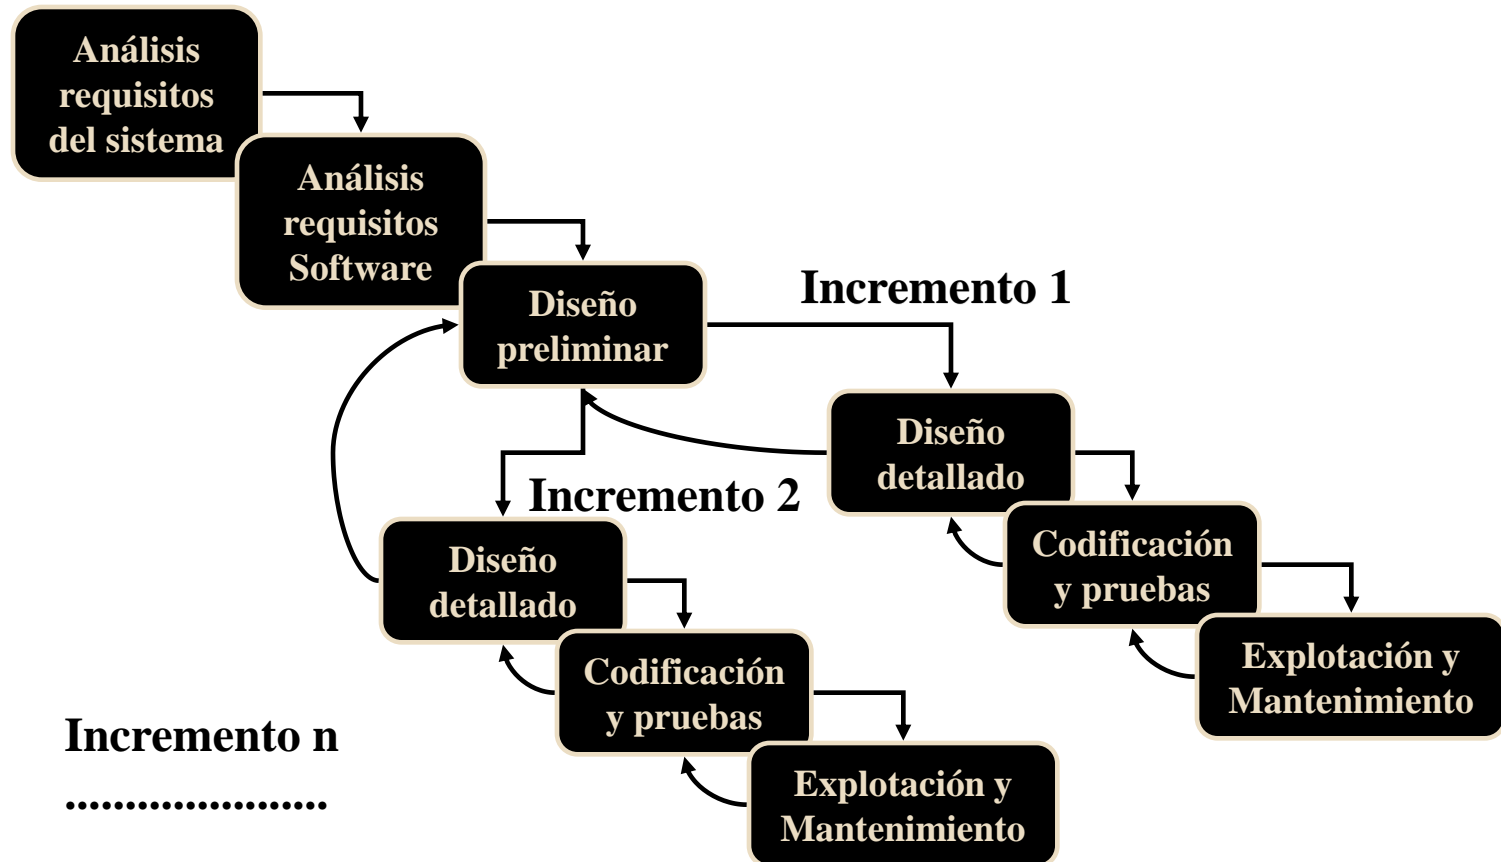 Análisis
requisitos
del sistema
Análisis
requisitos
Software
Diseño
preliminar
Incremento 1
Diseño
detallado
Codificación
y pruebas
Explotación y
Mantenimiento
Incremento 2
Diseño
detallado
Codificación
y pruebas
Explotación y
Mantenimiento
Incremento n
......................